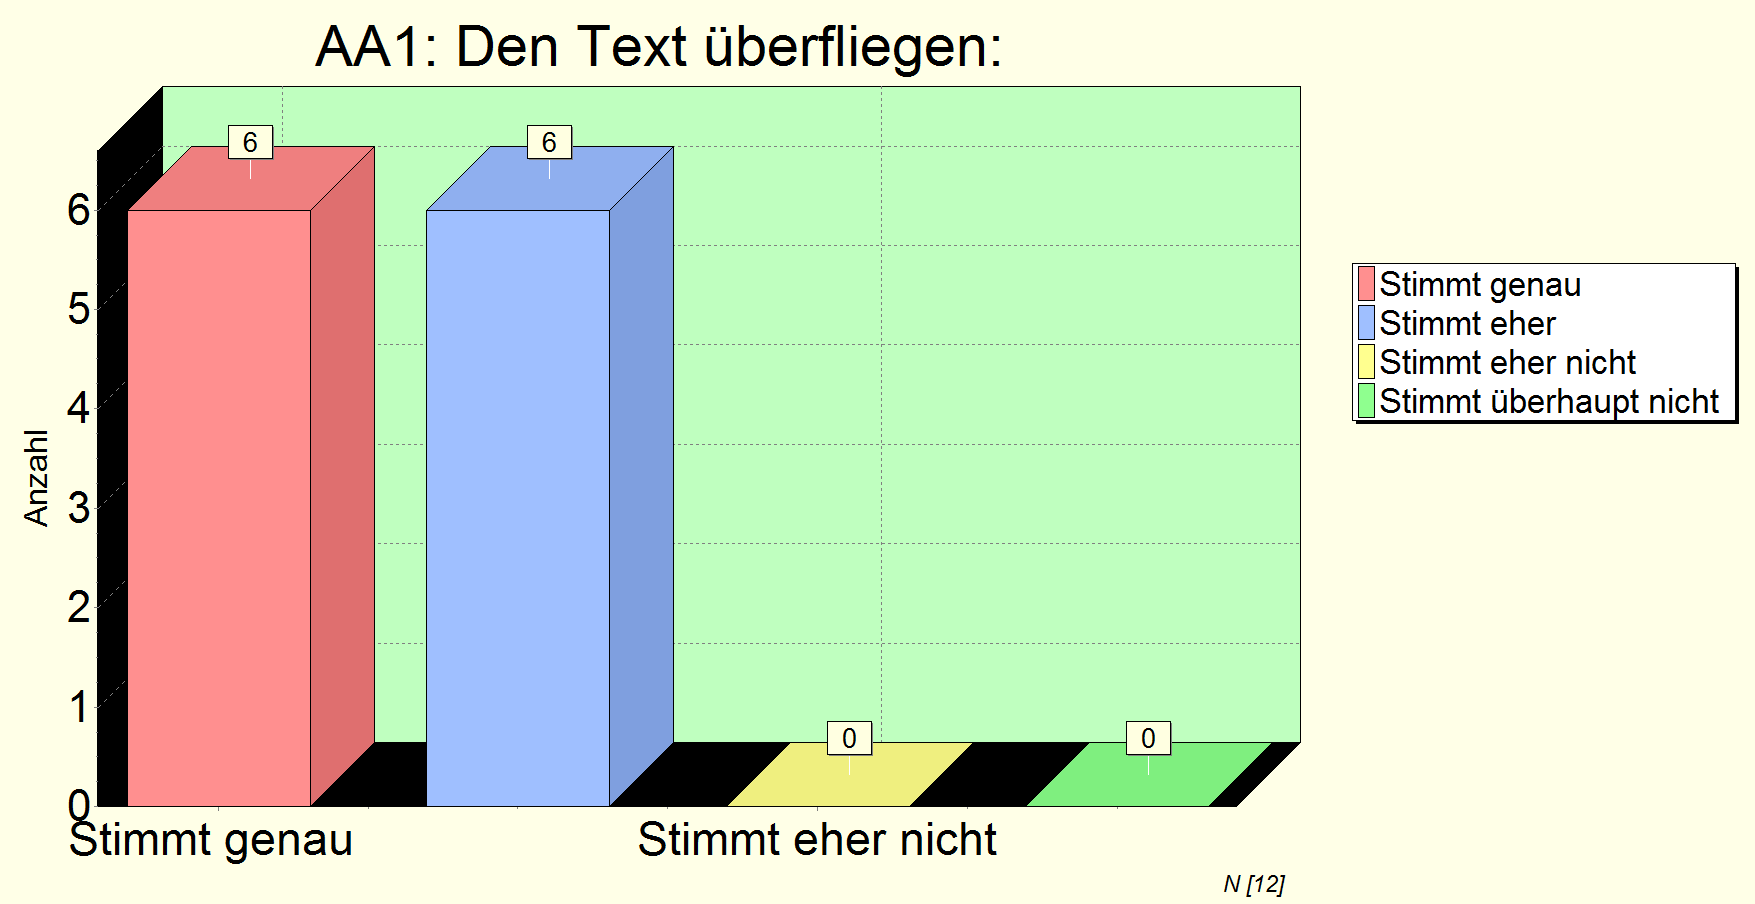 AA1: Den Text überfliegen:
6
6
0
0
6
5
4
3
2
1
0
Anzahl
Stimmt genau
Stimmt eher nicht
N [12]
Stimmt genau
Stimmt eher
Stimmt eher nicht
Stimmt überhaupt nicht